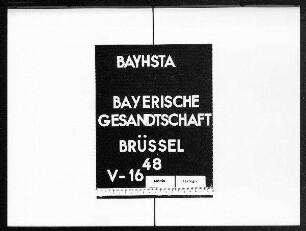 BAYHSTA
BAYERISCHE
GESANDTSCHAFT
BRÜSSEL
48
V-16